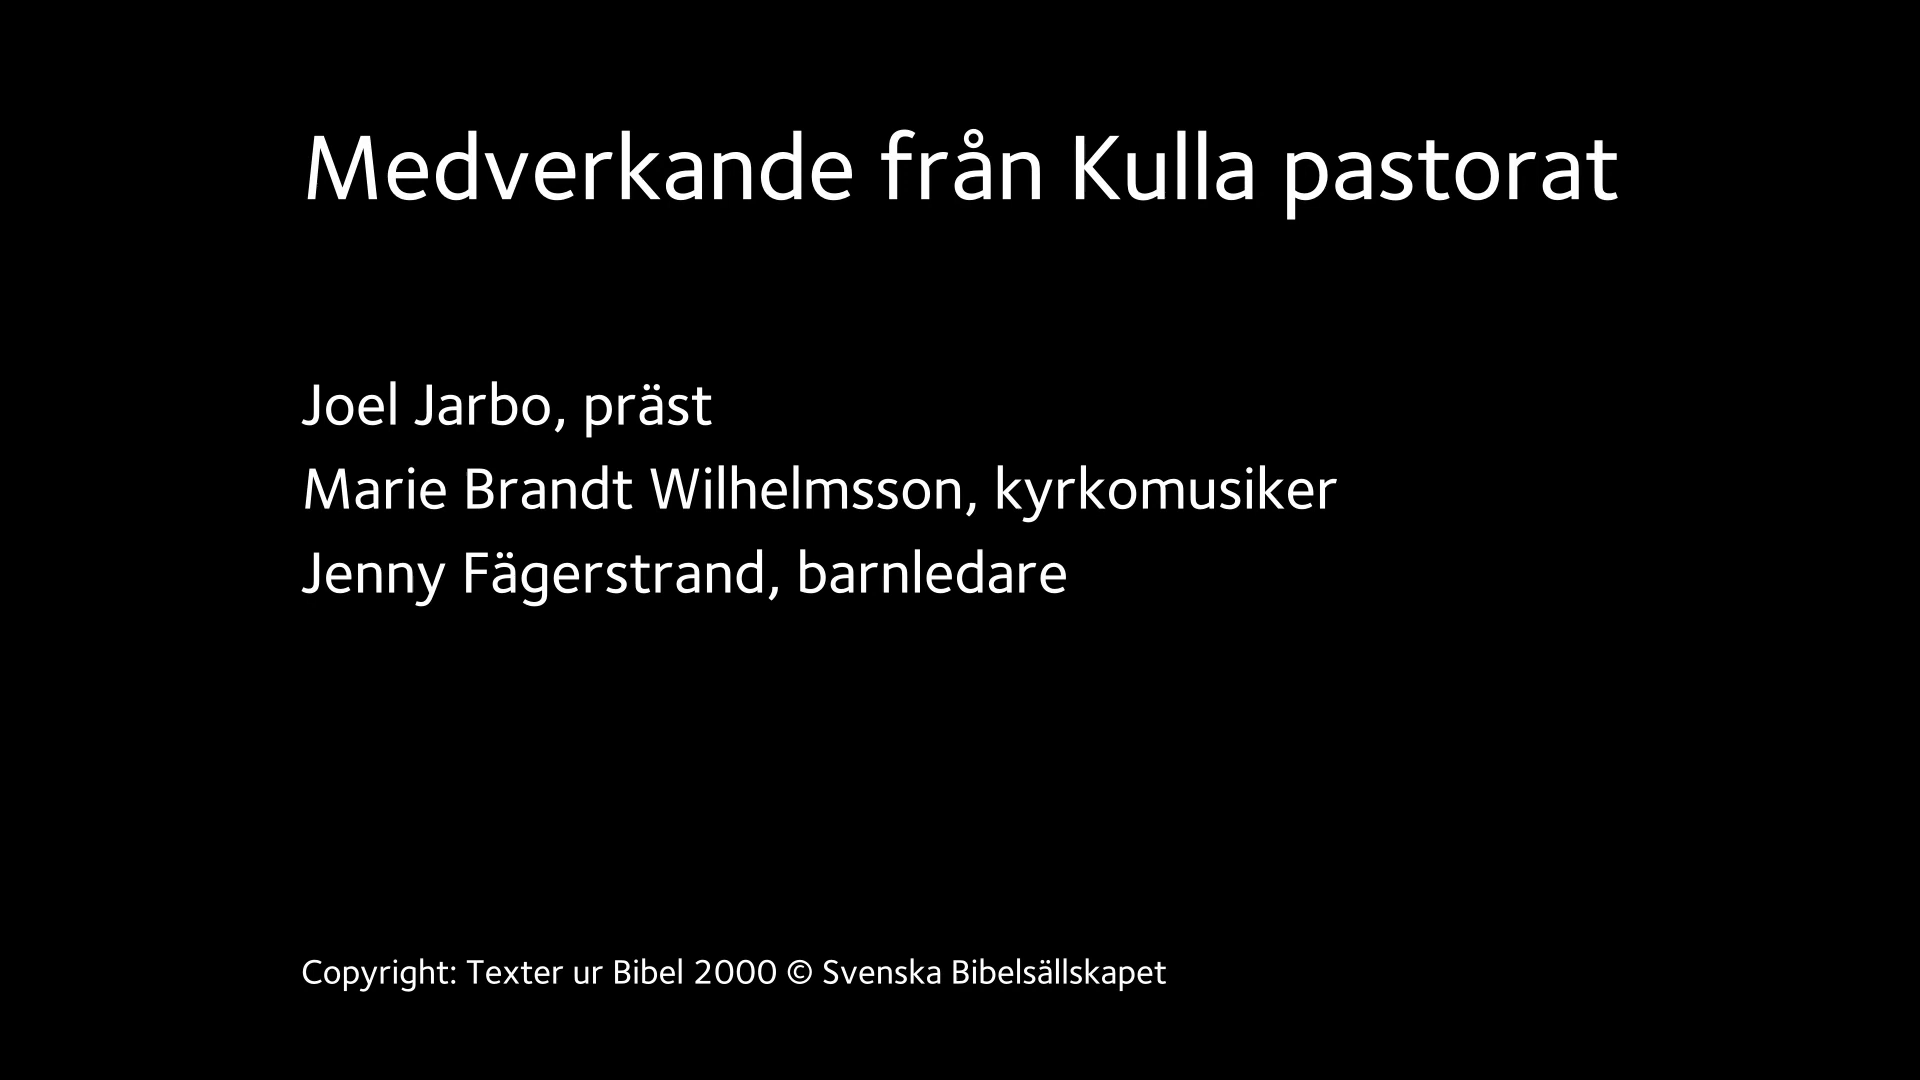 Medverkande från Kulla pastorat
Joel Jarbo, präst
Marie Brandt Wilhelmsson, kyrkomusiker
Jenny Fägerstrand, barnledare
Copyright: Texter ur Bibel 2000 © Svenska Bibelsällskapet